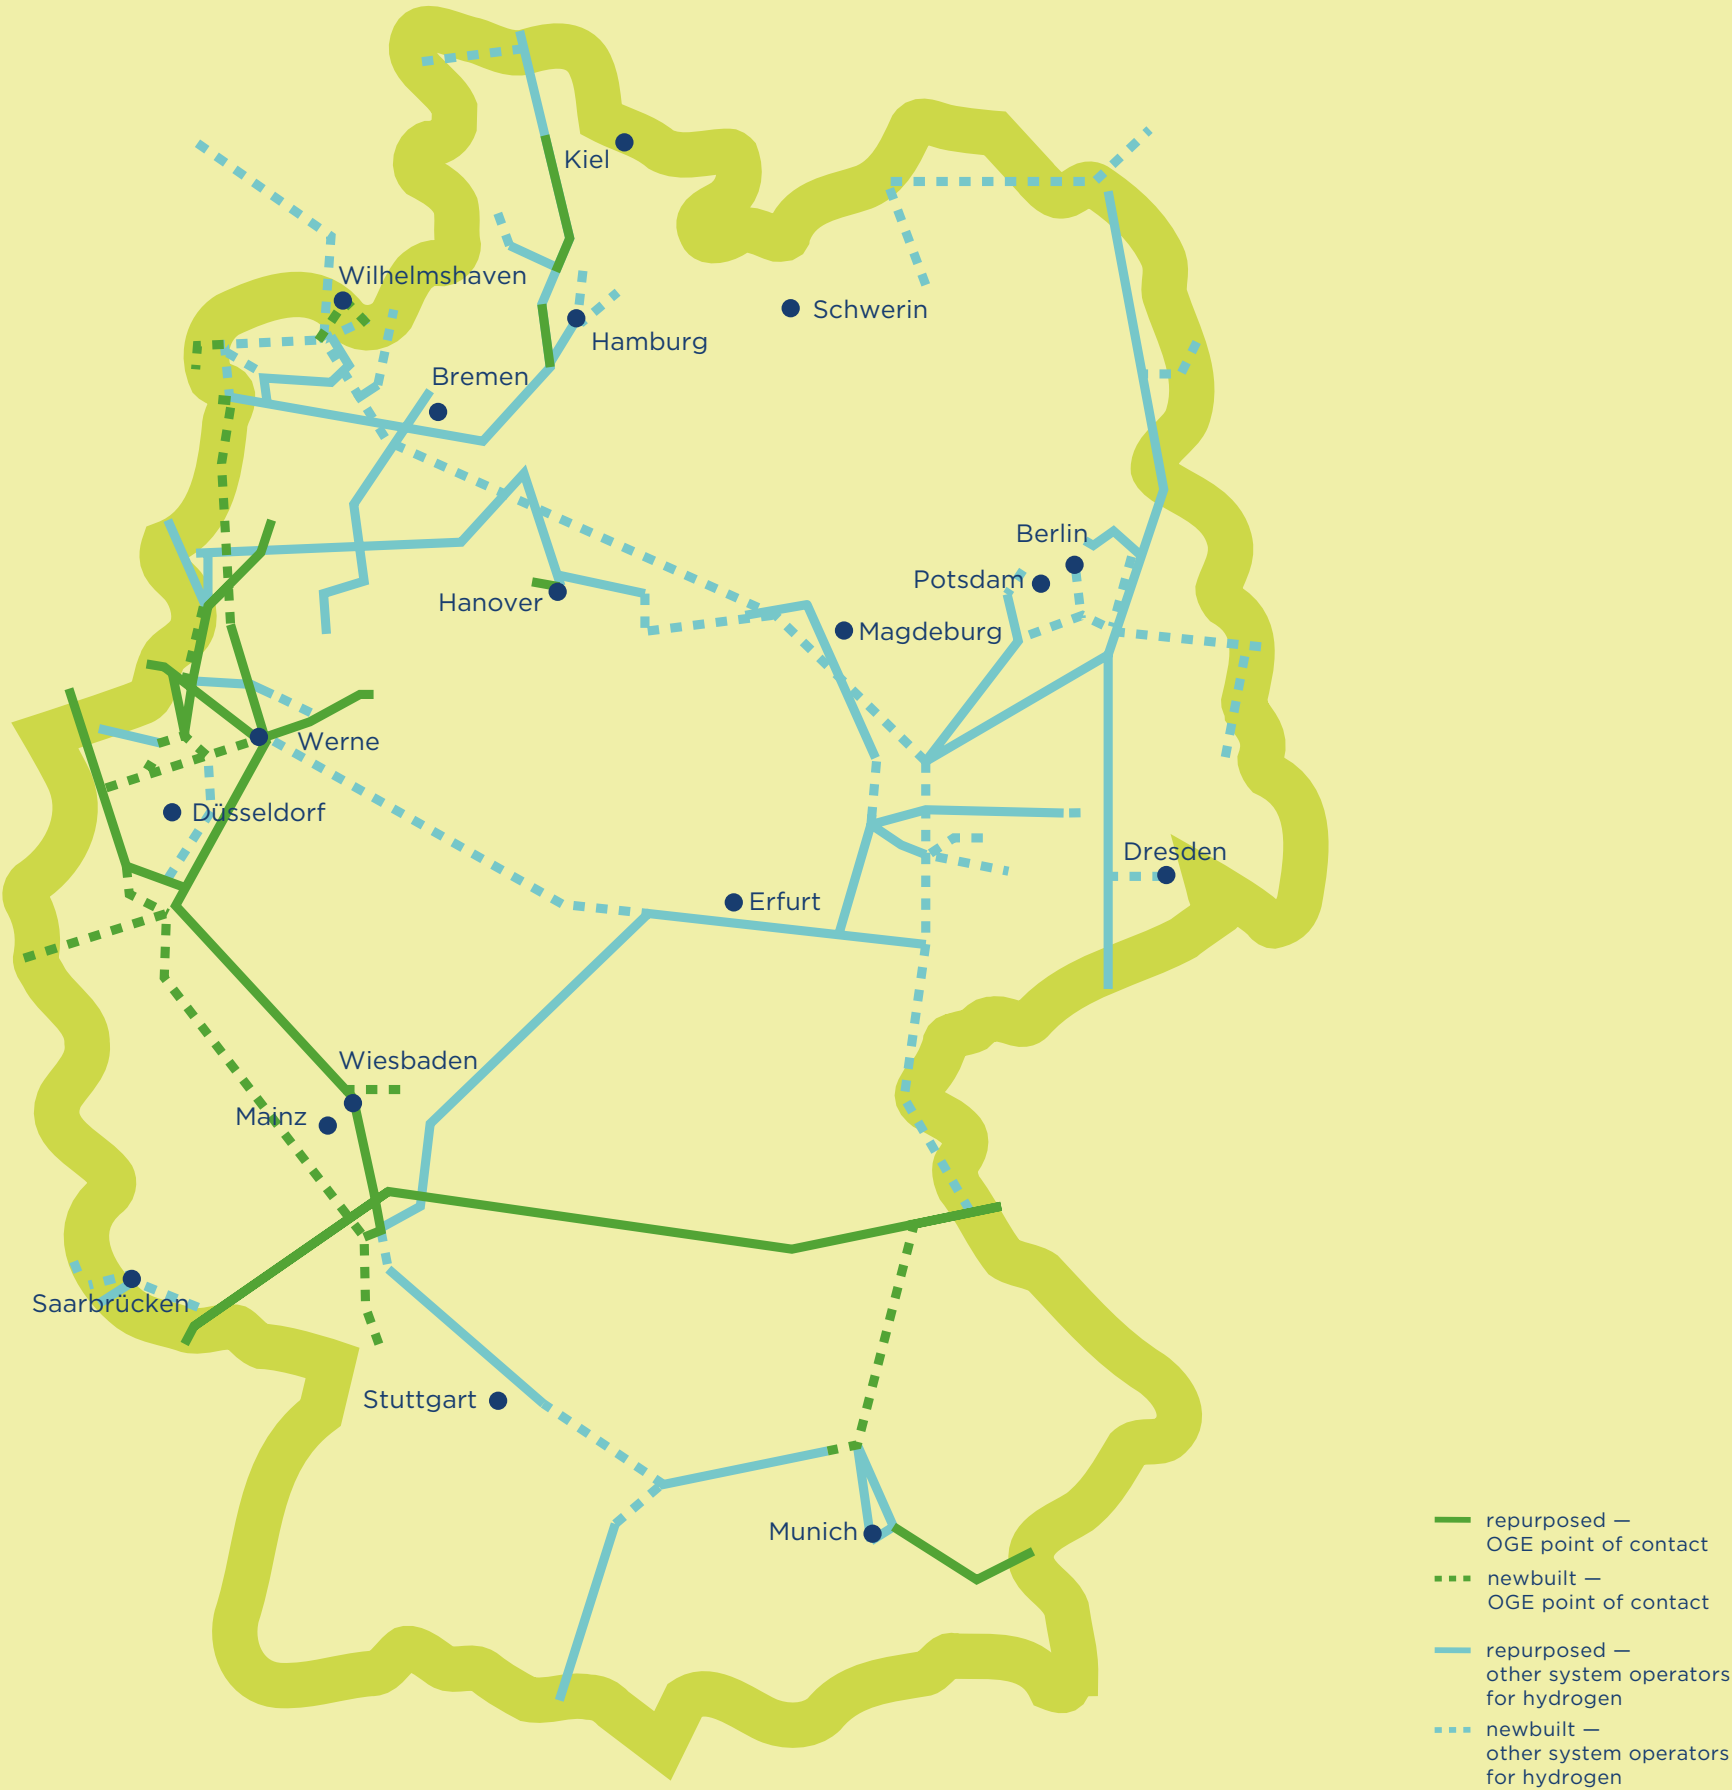 Kiel
Wilhelmshaven
Schwerin
Hamburg
Bremen
Berlin
Potsdam
Hanover
Magdeburg
Werne
Düsseldorf
Dresden
Erfurt
Wiesbaden
Mainz
Saarbrücken
Stuttgart
Munich
repurposed —
OGE point of contact
newbuilt —
OGE point of contact
repurposed —
other system operators
for hydrogen
newbuilt —
other system operators
for hydrogen